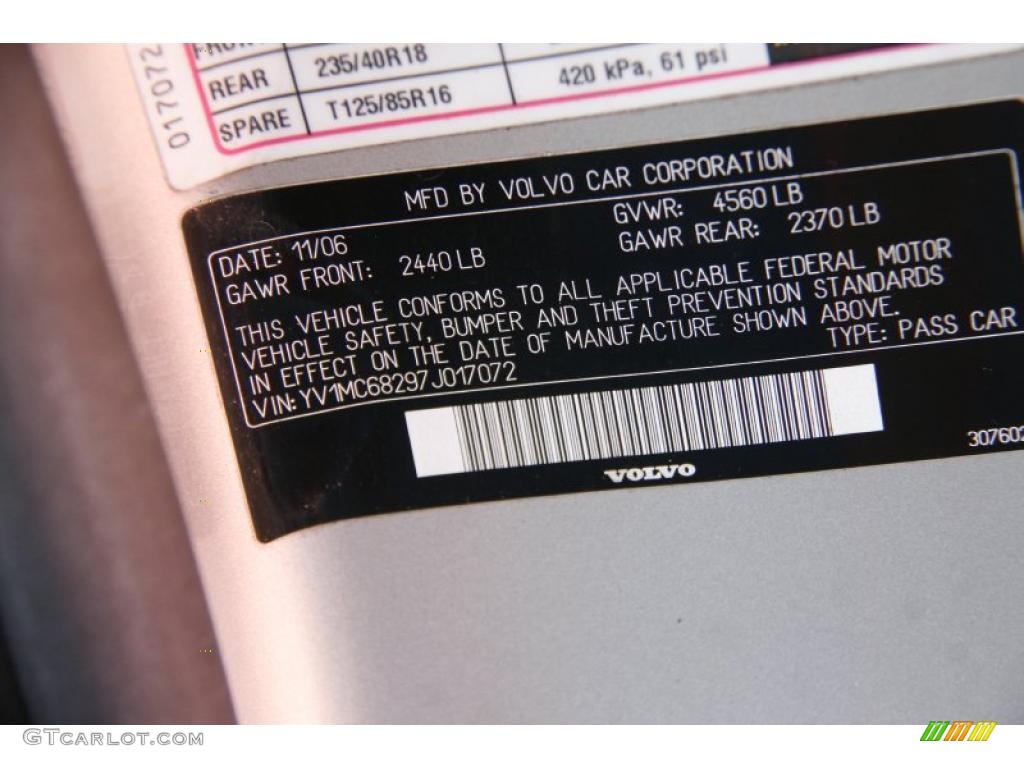 017072
REAR 235/40R18 420 kPa, 61 psi
SPARE T125/85R16
MFD BY VOLVO CAR CORPORATION
DATE: 11/06 GVWR: 4560 LB
GAWR FRONT: 2440 LB GAWR REAR: 2370 LB
THIS VEHICLE CONFORMS TO ALL APPLICABLE FEDERAL MOTOR
VEHICLE SAFETY, BUMPER AND THEFT PREVENTION STANDARDS
IN EFFECT ON THE DATE OF MANUFACTURE SHOWN ABOVE.
VIN: YV1MC68297J017072 TYPE: PASS CAR
307602
VOLVO
GTCARLOT.COM